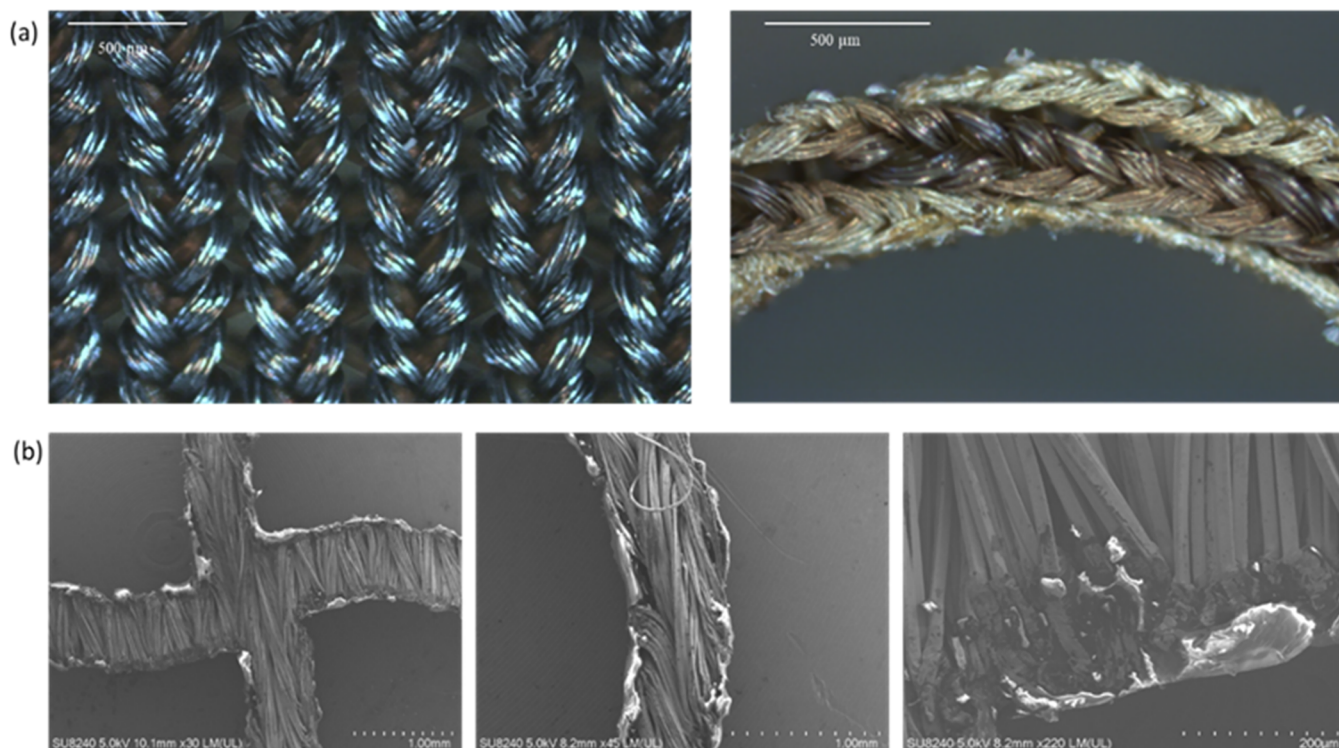 (a)
500 µm
500 µm
(b)
SU8240 5.0kV 10.1mm x30 LM(UL) 1.00mm
SU8240 5.0kV 8.2mm x45 LM(UL) 1.00mm
SU8240 5.0kV 8.2mm x220 LM(UL) 200µm